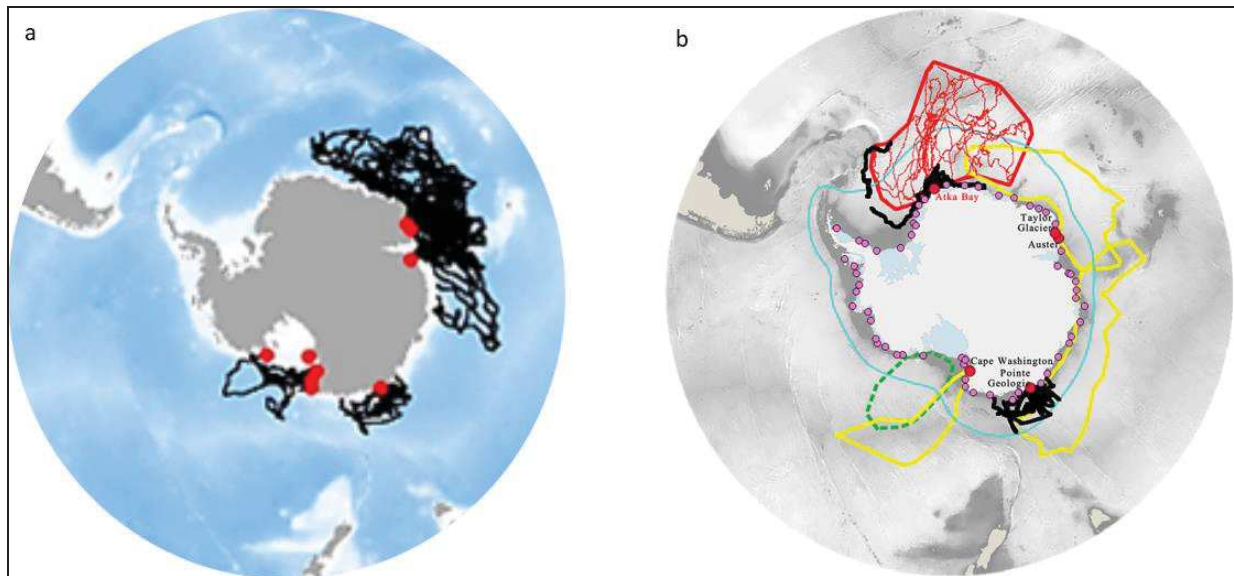 a
b
Atka Bay
Taylor
Glacier
Auster
Cape Washington
Pointe
Geologie